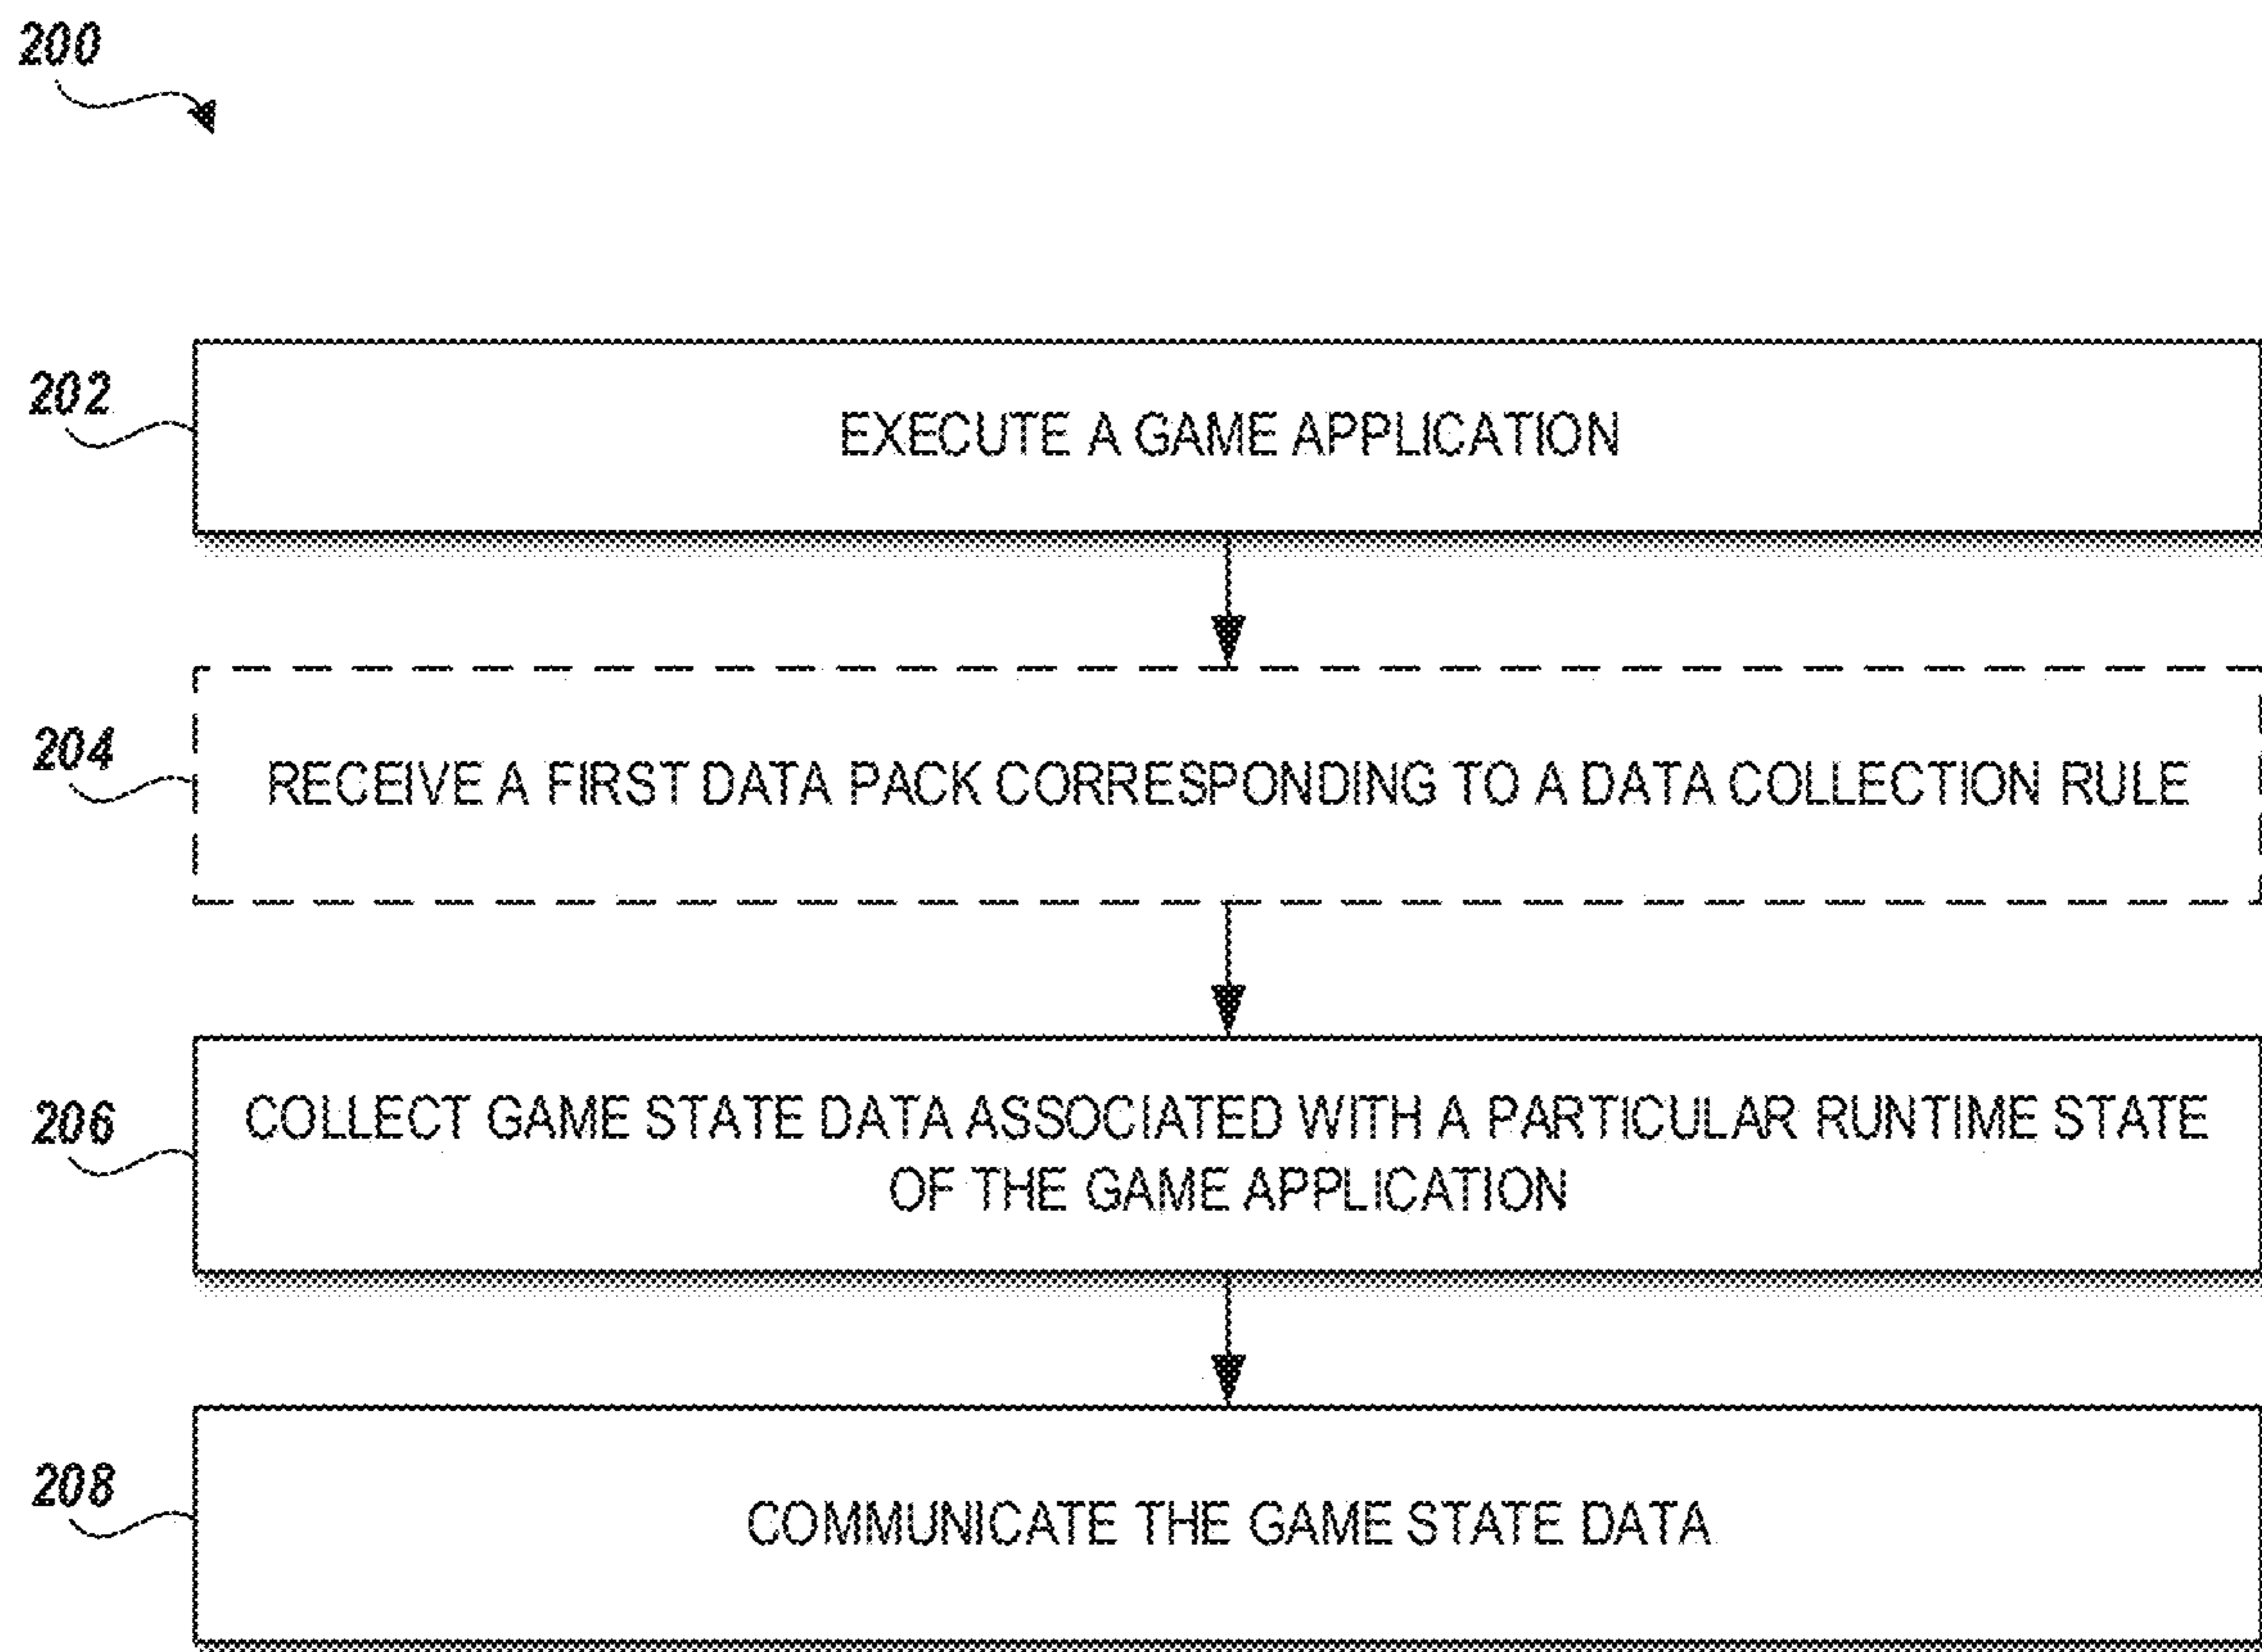 200
202
EXECUTE A GAME APPLICATION
204
RECEIVE A FIRST DATA PACK CORRESPONDING TO A DATA COLLECTION RULE
206
COLLECT GAME STATE DATA ASSOCIATED WITH A PARTICULAR RUNTIME STATE
OF THE GAME APPLICATION
208
COMMUNICATE THE GAME STATE DATA